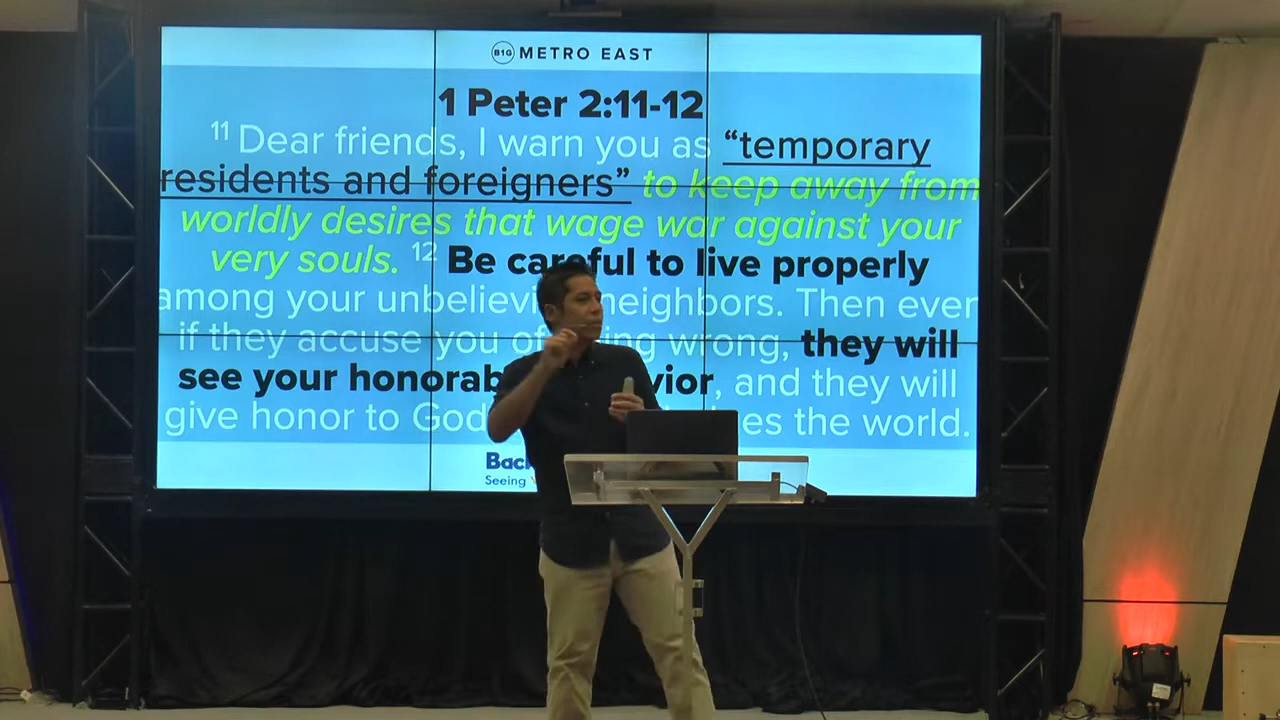 B1G METRO EAST
1 Peter 2:11-12
11 Dear friends, I warn you as “temporary
residents and foreigners” to keep away from
worldly desires that wage war against your
very souls. 12 Be careful to live properly
among your unbelievi neighbors. Then even
if they accuse you of ing wrong, they will
see your honorab vior, and they will
give honor to God es the world.
Bac
Seeing